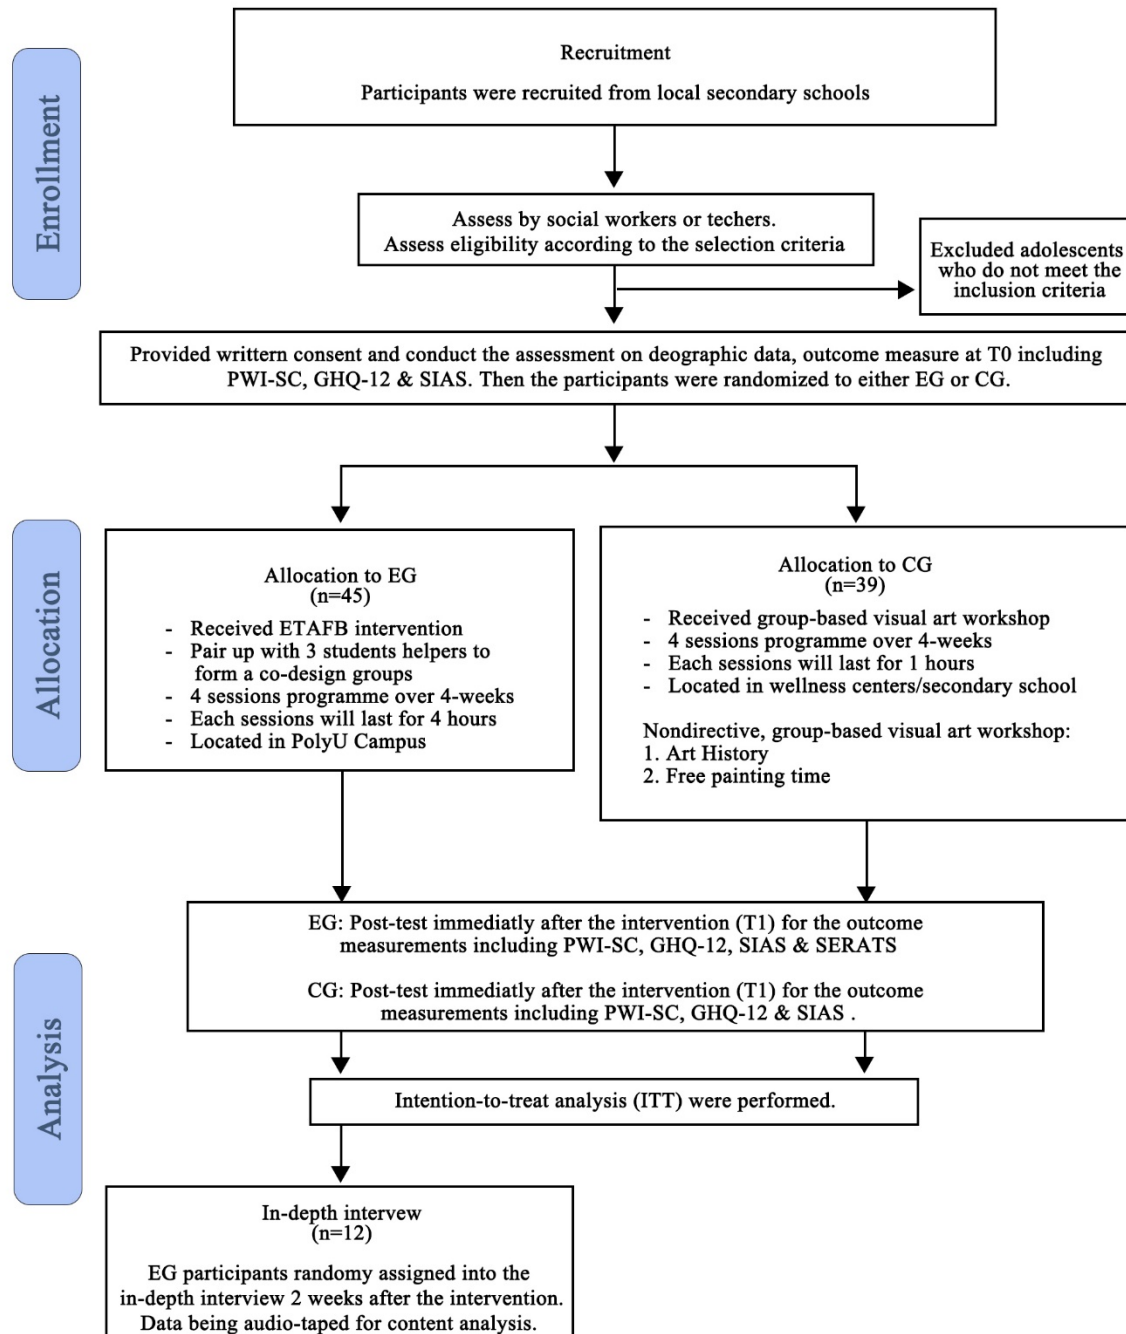 Enrollment
Recruitment
Participants were recruited from local secondary schools
Assess by social workers or techers.
Assess eligibility according to the selection criteria
Excluded adolescents
who do not meet the
inclusion criteria
Provided writtern consent and conduct the assessment on deographic data, outcome measure at T0 including
PWI-SC, GHQ-12 & SIAS. Then the participants were randomized to either EG or CG.
Allocation
Allocation to EG
(n=45)
- Received ETAFB intervention
- Pair up with 3 students helpers to
form a co-design groups
- 4 sessions programme over 4-weeks
- Each sessions will last for 4 hours
- Located in PolyU Campus
Allocation to CG
(n=39)
- Received group-based visual art workshop
- 4 sessions programme over 4-weeks
- Each sessions will last for 1 hours
- Located in wellness centers/secondary school
Nondirective, group-based visual art workshop:
1. Art History
2. Free painting time
Analysis
EG: Post-test immediatly after the intervention (T1) for the outcome
measurements including PWI-SC, GHQ-12, SIAS & SERATS
CG: Post-test immediatly after the intervention (T1) for the outcome
measurements including PWI-SC, GHQ-12 & SIAS .
Intention-to-treat analysis (ITT) were performed.
In-depth intervew
(n=12)
EG participants randomy assigned into the
in-depth interview 2 weeks after the intervention.
Data being audio-taped for content analysis.